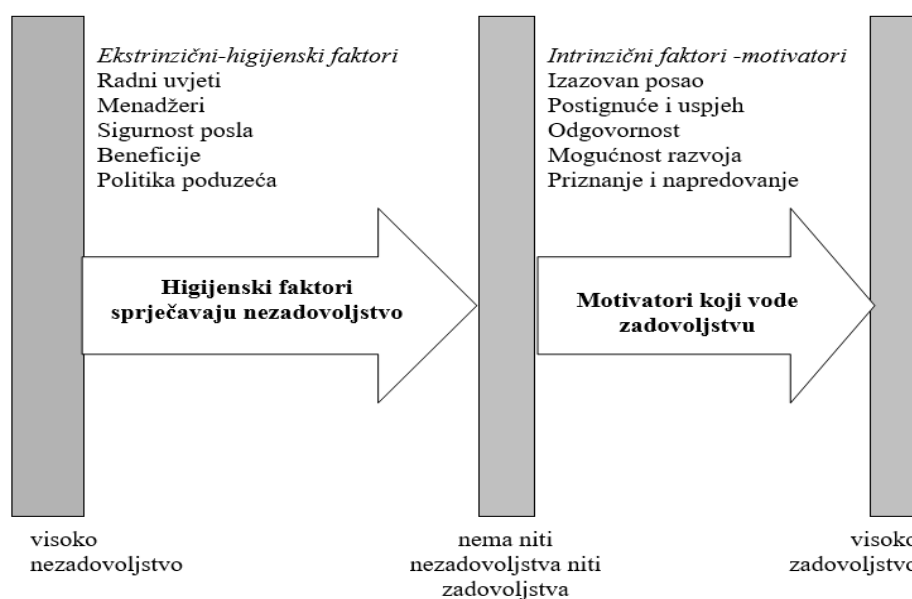 Ekstrinzični-higijenski faktori
Radni uvjeti
Menadžeri
Sigurnost posla
Beneficije
Politika poduzeća
Intrinzični faktori -motivatori
Izazovan posao
Postignuće i uspjeh
Odgovornost
Mogućnost razvoja
Priznanje i napredovanje
Higijenski faktori
sprječavaju nezadovoljstvo
Motivatori koji vode
zadovoljstvu
visoko
nezadovoljstvo
nema niti
nezadovoljstva niti
zadovoljstva
visoko
zadovoljstvo